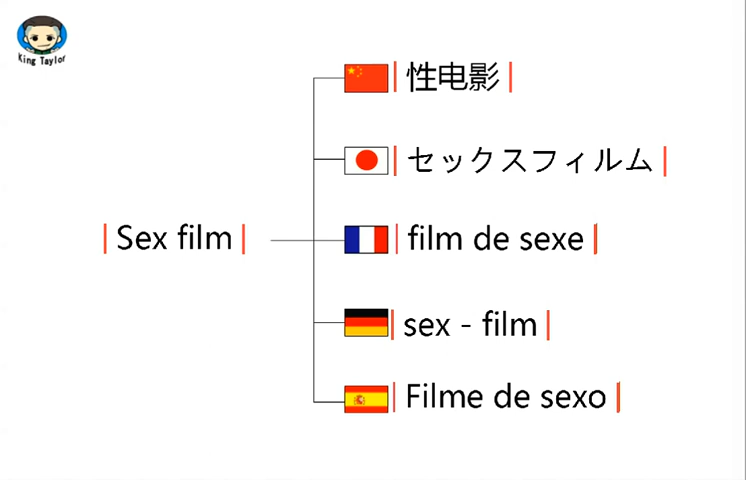 King Taylor
性电影
セックスフィルム
Sex film
film de sexe
sex - film
Filme de sexo